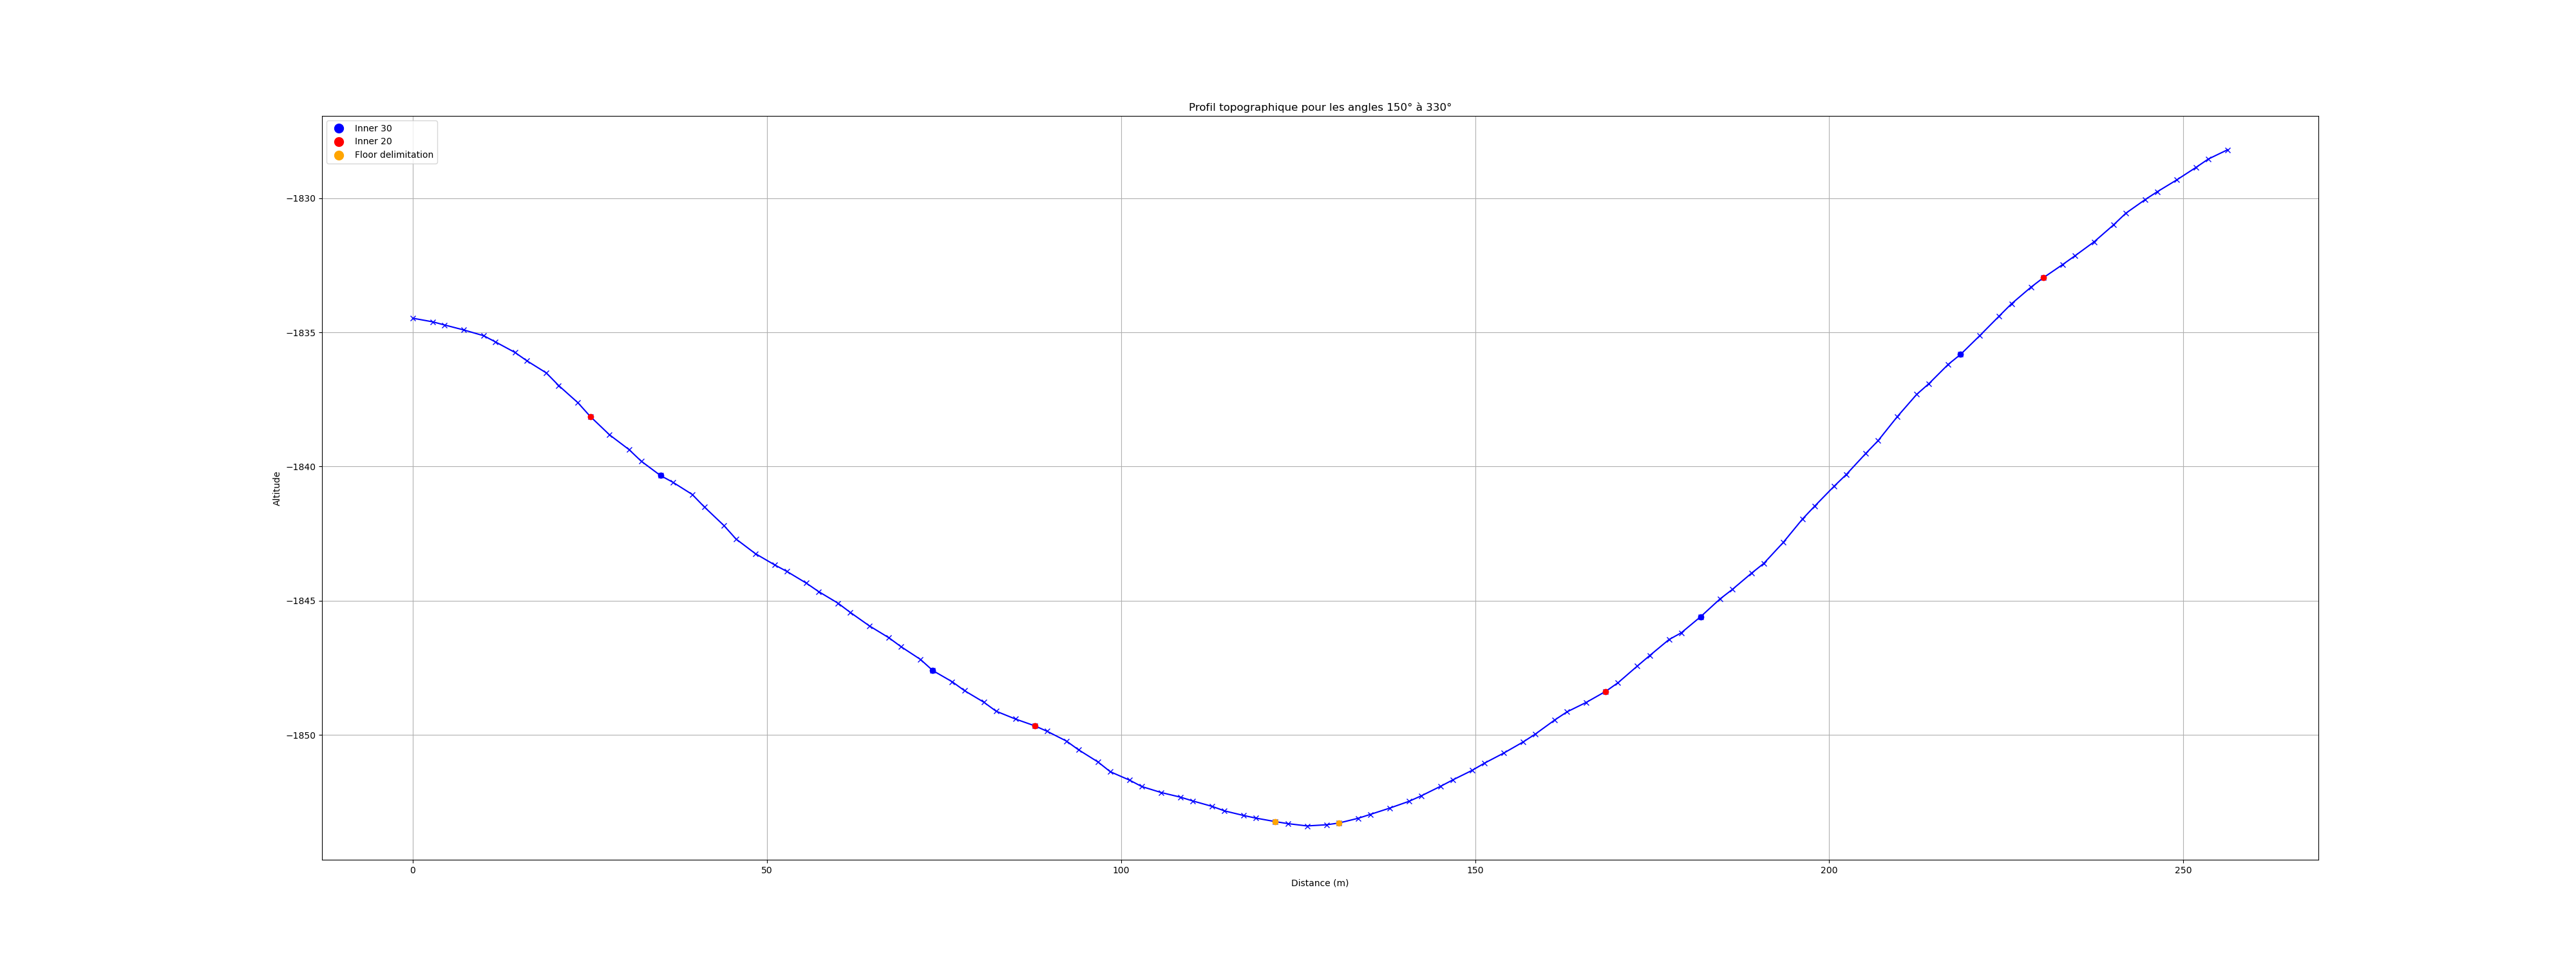 Profil topographique pour les angles 150° à 330°
Inner 30
Inner 20
Floor delimitation
Altitude
−1830
−1835
−1840
−1845
−1850
0 50 100 150 200 250
Distance (m)